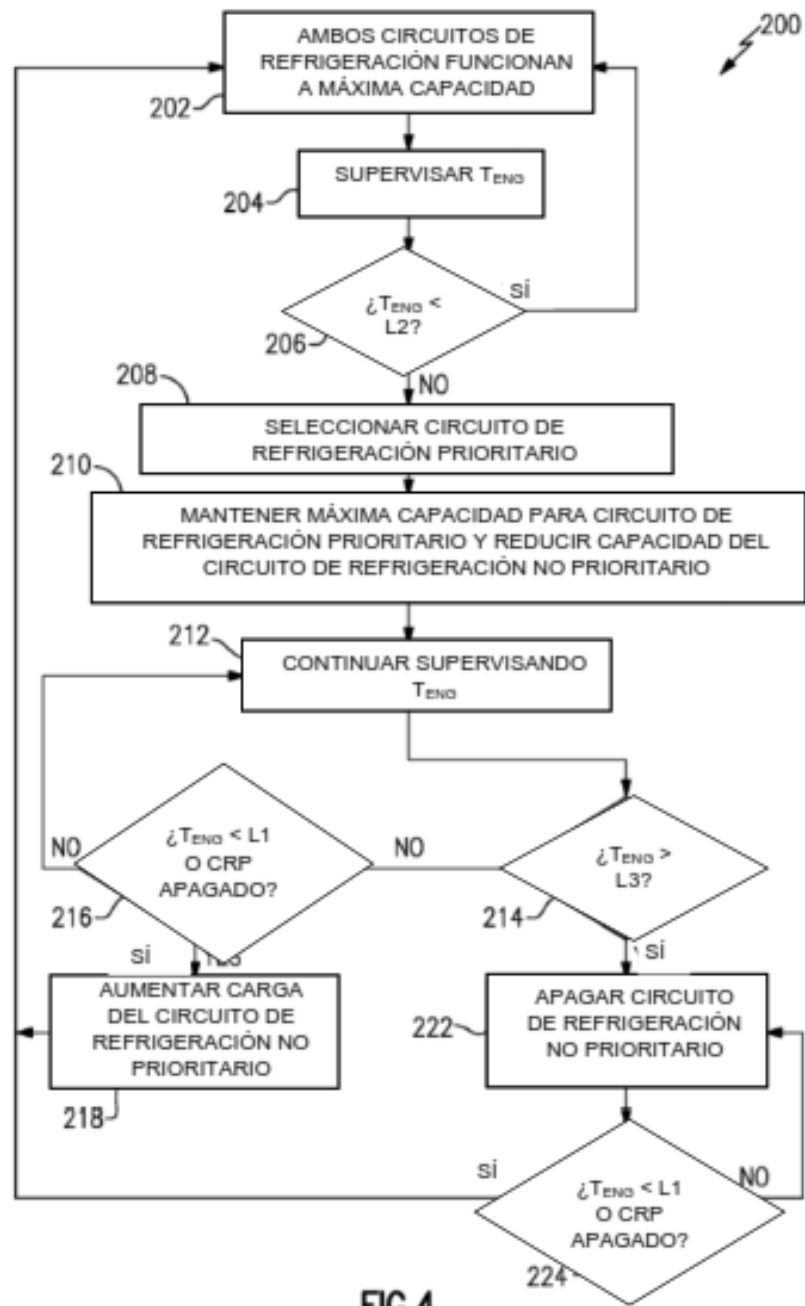 200
AMBOS CIRCUITOS DE
REFRIGERACIÓN FUNCIONAN
A MÁXIMA CAPACIDAD
202
SUPERVISAR TENG
204
¿TENG <
L2?
SÍ
206
NO
208
SELECCIONAR CIRCUITO DE
REFRIGERACIÓN PRIORITARIO
210
MANTENER MÁXIMA CAPACIDAD PARA CIRCUITO DE
REFRIGERACIÓN PRIORITARIO Y REDUCIR CAPACIDAD DEL
CIRCUITO DE REFRIGERACIÓN NO PRIORITARIO
212
CONTINUAR SUPERVISANDO
TENG
¿TENG < L1
O CRP
APAGADO?
NO
NO
216
¿TENG >
L3?
214
SÍ
SÍ
AUMENTAR CARGA
DEL CIRCUITO DE
REFRIGERACIÓN NO
PRIORITARIO
218
APAGAR CIRCUITO
DE REFRIGERACIÓN
NO PRIORITARIO
222
SÍ
NO
¿TENG < L1
O CRP
APAGADO?
224
FIG.4